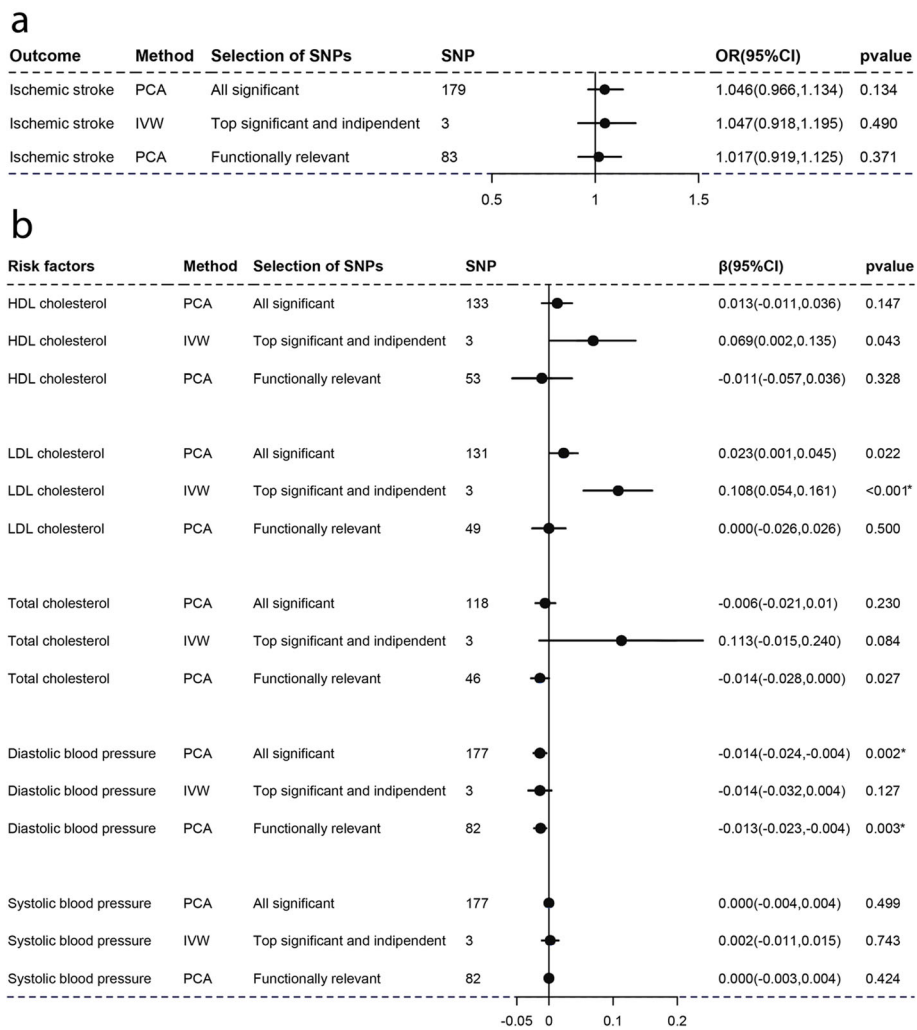 a
Outcome Method Selection of SNPs SNP OR(95%CI) pvalue
Ischemic stroke PCA All significant 179 1.046(0.966,1.134) 0.134
Ischemic stroke IVW Top significant and indipendent 3 1.047(0.918,1.195) 0.490
Ischemic stroke PCA Functionally relevant 83 1.017(0.919,1.125) 0.371
0.5 1 1.5
b
Risk factors Method Selection of SNPs SNP β(95%CI) pvalue
HDL cholesterol PCA All significant 133 0.013(-0.011,0.036) 0.147
HDL cholesterol IVW Top significant and indipendent 3 0.069(0.002,0.135) 0.043
HDL cholesterol PCA Functionally relevant 53 -0.011(-0.057,0.036) 0.328
LDL cholesterol PCA All significant 131 0.023(0.001,0.045) 0.022
LDL cholesterol IVW Top significant and indipendent 3 0.108(0.054,0.161) <0.001*
LDL cholesterol PCA Functionally relevant 49 0.000(-0.026,0.026) 0.500
Total cholesterol PCA All significant 118 -0.006(-0.021,0.01) 0.230
Total cholesterol IVW Top significant and indipendent 3 0.113(-0.015,0.240) 0.084
Total cholesterol PCA Functionally relevant 46 -0.014(-0.028,0.000) 0.027
Diastolic blood pressure PCA All significant 177 -0.014(-0.024,-0.004) 0.002*
Diastolic blood pressure IVW Top significant and indipendent 3 -0.014(-0.032,0.004) 0.127
Diastolic blood pressure PCA Functionally relevant 82 -0.013(-0.023,-0.004) 0.003*
Systolic blood pressure PCA All significant 177 0.000(-0.004,0.004) 0.499
Systolic blood pressure IVW Top significant and indipendent 3 0.002(-0.011,0.015) 0.743
Systolic blood pressure PCA Functionally relevant 82 0.000(-0.003,0.004) 0.424
-0.05 0 0.1 0.2